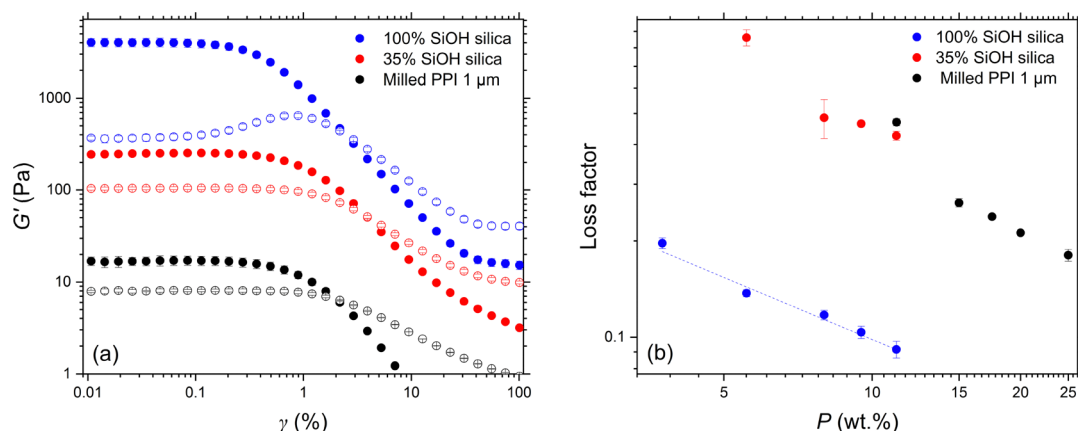 100% SiOH silica
35% SiOH silica
Milled PPI 1 µm
1000
100
10
1
G' (Pa)
0.01
0.1
1
10
100
γ (%)
(a)
100% SiOH silica
35% SiOH silica
Milled PPI 1 µm
Loss factor
0.1
5
10
15
20
25
P (wt.%)
(b)